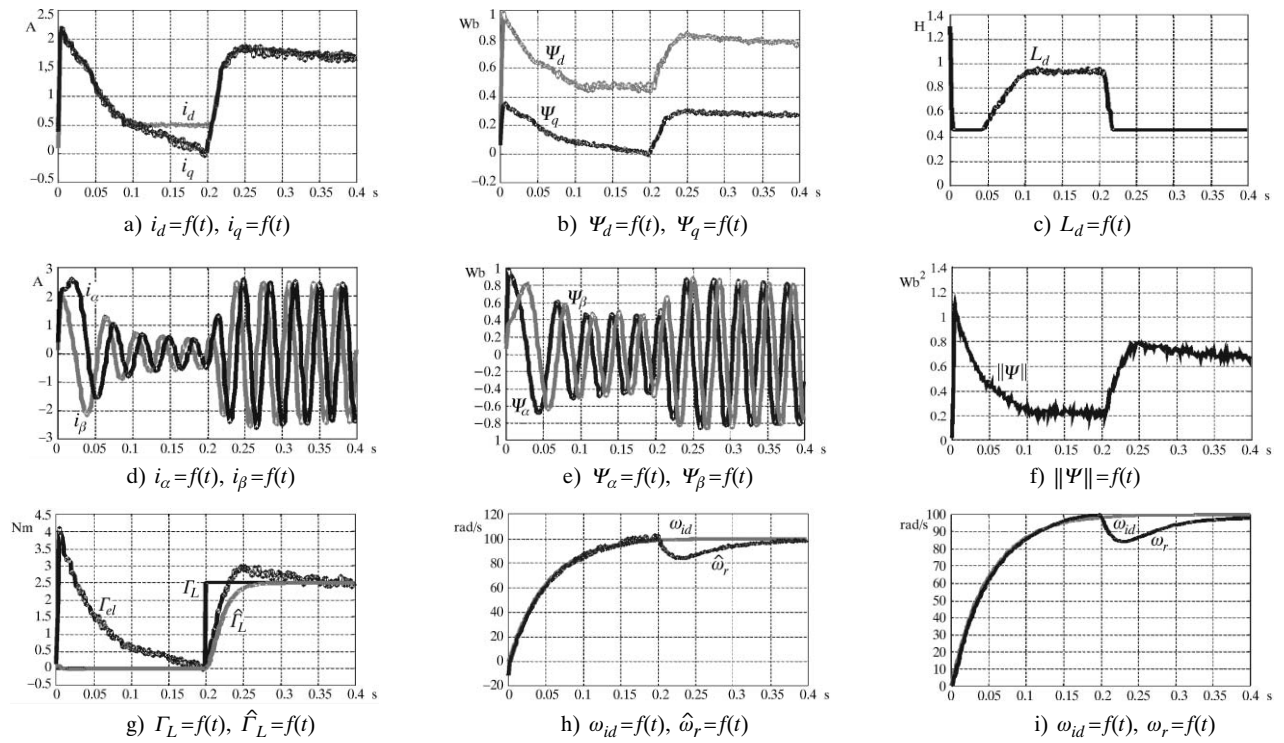 A
2.5
2
1.5
1
0.5
0
−0.5
i_d
i_q
0 0.05 0.1 0.15 0.2 0.25 0.3 0.35 0.4 s
a) i_d=f(t), i_q=f(t)
Wb
1
0.8
0.6
0.4
0.2
0
−0.2
Ψ_d
Ψ_q
0 0.05 0.1 0.15 0.2 0.25 0.3 0.35 0.4 s
b) Ψ_d=f(t), Ψ_q=f(t)
H
1.4
1.2
1
0.8
0.6
0.4
0.2
0
L_d
0 0.05 0.1 0.15 0.2 0.25 0.3 0.35 0.4 s
c) L_d=f(t)
A
3
2
1
0
−1
−2
−3
i_α
i_β
0 0.05 0.1 0.15 0.2 0.25 0.3 0.35 0.4 s
d) i_α=f(t), i_β=f(t)
Wb
1
0.8
0.6
0.4
0.2
0
−0.2
−0.4
−0.6
−0.8
1
Ψ_β
Ψ_α
0 0.05 0.1 0.15 0.2 0.25 0.3 0.35 0.4 s
e) Ψ_α=f(t), Ψ_β=f(t)
Wb²
1.4
1.2
1
0.8
0.6
0.4
0.2
0
||Ψ||
0 0.05 0.1 0.15 0.2 0.25 0.3 0.35 0.4 s
f) ||Ψ||=f(t)
Nm
4.5
4
3.5
3
2.5
2
1.5
1
0.5
0
−0.5
Γ_el
Γ_L
Γ̂_L
0 0.05 0.1 0.15 0.2 0.25 0.3 0.35 0.4 s
g) Γ_L=f(t), Γ̂_L=f(t)
rad/s
120
100
80
60
40
20
0
−20
ω_id
ω̂_r
0 0.05 0.1 0.15 0.2 0.25 0.3 0.35 0.4 s
h) ω_id=f(t), ω̂_r=f(t)
rad/s
100
90
80
70
60
50
40
30
20
10
0
ω_id
ω_r
0 0.05 0.1 0.15 0.2 0.25 0.3 0.35 0.4 s
i) ω_id=f(t), ω_r=f(t)